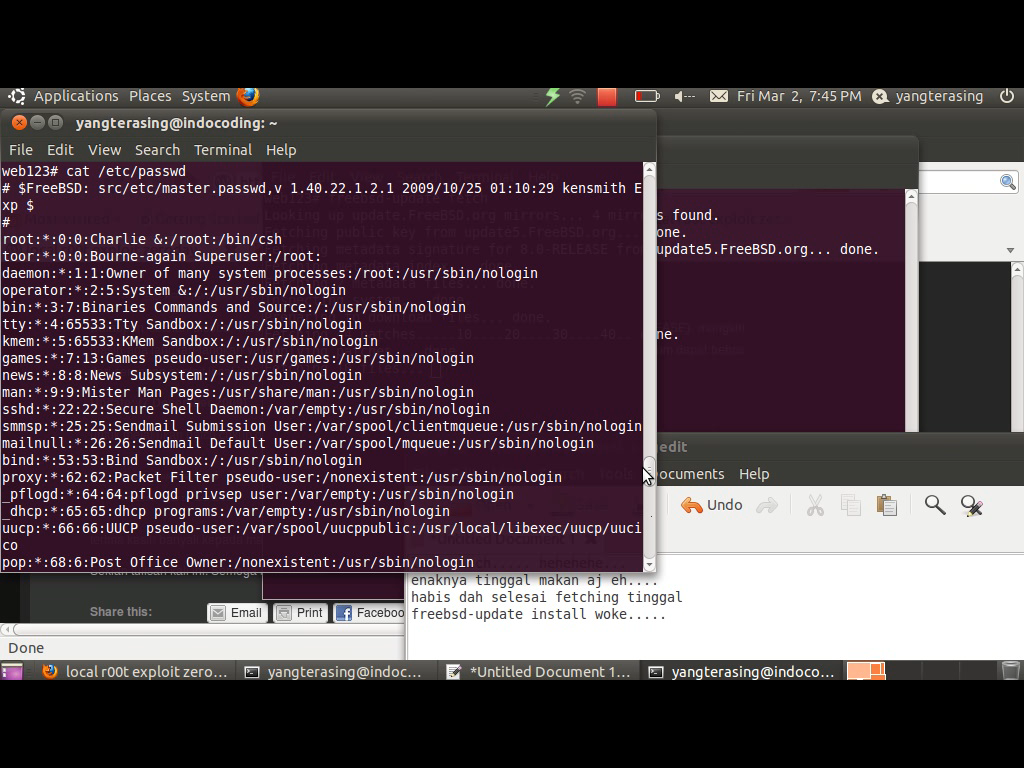 Applications Places System
Fri Mar 2, 7:45 PM
yangterasing
yangterasing@indocoding: ~
File Edit View Search Terminal Help
web123# cat /etc/passwd
# $FreeBSD: src/etc/master.passwd,v 1.40.22.1.2.1 2009/10/25 01:10:29 kensmith E
xp $
#
root:*:0:0:Charlie &:/root:/bin/csh
toor:*:0:0:Bourne-again Superuser:/root:
daemon:*:1:1:Owner of many system processes:/root:/usr/sbin/nologin
operator:*:2:5:System &:/:/usr/sbin/nologin
bin:*:3:7:Binaries Commands and Source:/:/usr/sbin/nologin
tty:*:4:65533:Tty Sandbox:/:/usr/sbin/nologin
kmem:*:5:65533:KMem Sandbox:/:/usr/sbin/nologin
games:*:7:13:Games pseudo-user:/usr/games:/usr/sbin/nologin
news:*:8:8:News Subsystem:/:/usr/sbin/nologin
man:*:9:9:Mister Man Pages:/usr/share/man:/usr/sbin/nologin
sshd:*:22:22:Secure Shell Daemon:/var/empty:/usr/sbin/nologin
smmsp:*:25:25:Sendmail Submission User:/var/spool/clientmqueue:/usr/sbin/nologin
mailnull:*:26:26:Sendmail Default User:/var/spool/mqueue:/usr/sbin/nologin
bind:*:53:53:Bind Sandbox:/:/usr/sbin/nologin
proxy:*:62:62:Packet Filter pseudo-user:/nonexistent:/usr/sbin/nologin
_pflogd:*:64:64:pflogd privsep user:/var/empty:/usr/sbin/nologin
_dhcp:*:65:65:dhcp programs:/var/empty:/usr/sbin/nologin
uucp:*:66:66:UUCP pseudo-user:/var/spool/uucppublic:/usr/local/libexec/uucp/uuci
co
pop:*:68:6:Post Office Owner:/nonexistent:/usr/sbin/nologin
Looking up update.FreeBSD.org mirrors... 4 mirrors found.
Fetching public key from update5.FreeBSD.org... done.
Fetching metadata signature for 8.0-RELEASE from update5.FreeBSD.org... done.
ne.
edit
ocuments Help
Undo
enaknya tinggal makan aj eh....
habis dah selesai fetching tinggal
freebsd-update install woke.....
Share this:
Email
Print
Faceboo
Done
local r00t exploit zero...
yangterasing@indoc...
*Untitled Document 1...
yangterasing@indoco...